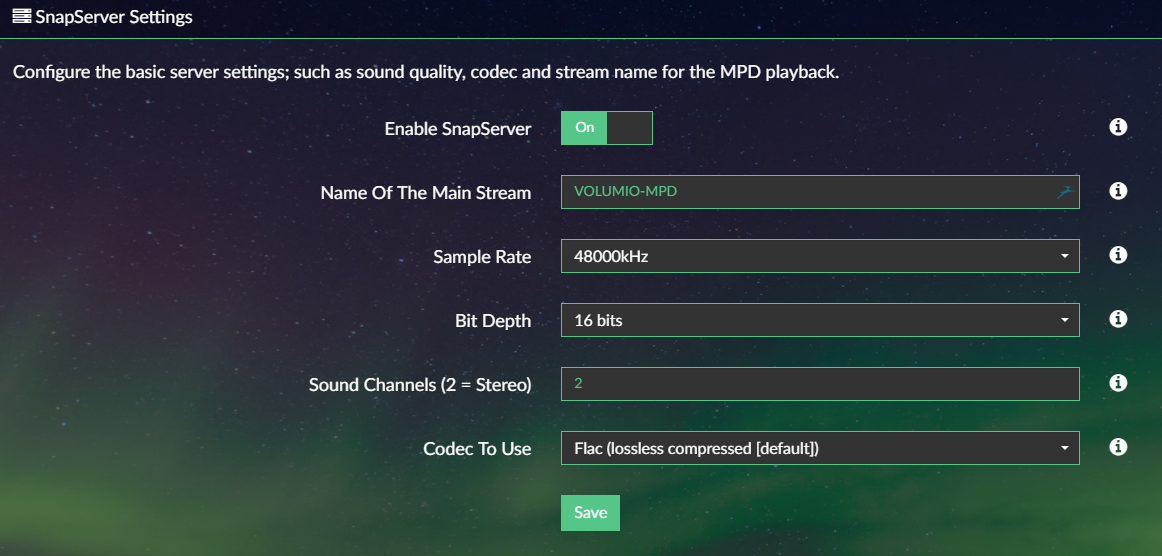 SnapServer Settings
Configure the basic server settings; such as sound quality, codec and stream name for the MPD playback.
Enable SnapServer On
Name Of The Main Stream VOLUMIO-MPD
Sample Rate 48000kHz
Bit Depth 16 bits
Sound Channels (2 = Stereo) 2
Codec To Use Flac (lossless compressed [default])
Save